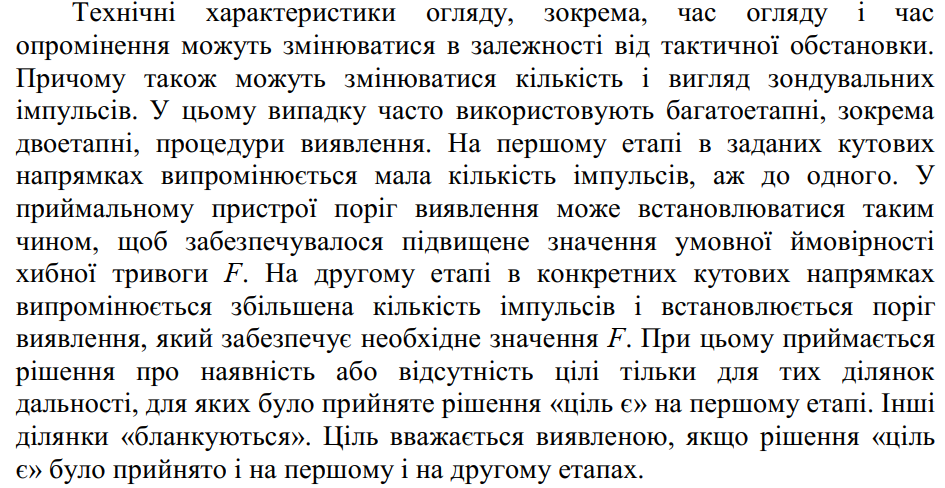 Технічні характеристики огляду, зокрема, час огляду і час
опромінення можуть змінюватися в залежності від тактичної обстановки.
Причому також можуть змінюватися кількість і вигляд зондувальних
імпульсів. У цьому випадку часто використовують багатоетапні, зокрема
двоетапні, процедури виявлення. На першому етапі в заданих кутових
напрямках випромінюється мала кількість імпульсів, аж до одного. У
приймальному пристрої поріг виявлення може встановлюватися таким
чином, щоб забезпечувалося підвищене значення умовної ймовірності
хибної тривоги F. На другому етапі в конкретних кутових напрямках
випромінюється збільшена кількість імпульсів і встановлюється поріг
виявлення, який забезпечує необхідне значення F. При цьому приймається
рішення про наявність або відсутність цілі тільки для тих ділянок
дальності, для яких було прийняте рішення «ціль є» на першому етапі. Інші
ділянки «бланкуються». Ціль вважається виявленою, якщо рішення «ціль
є» було прийнято і на першому і на другому етапах.